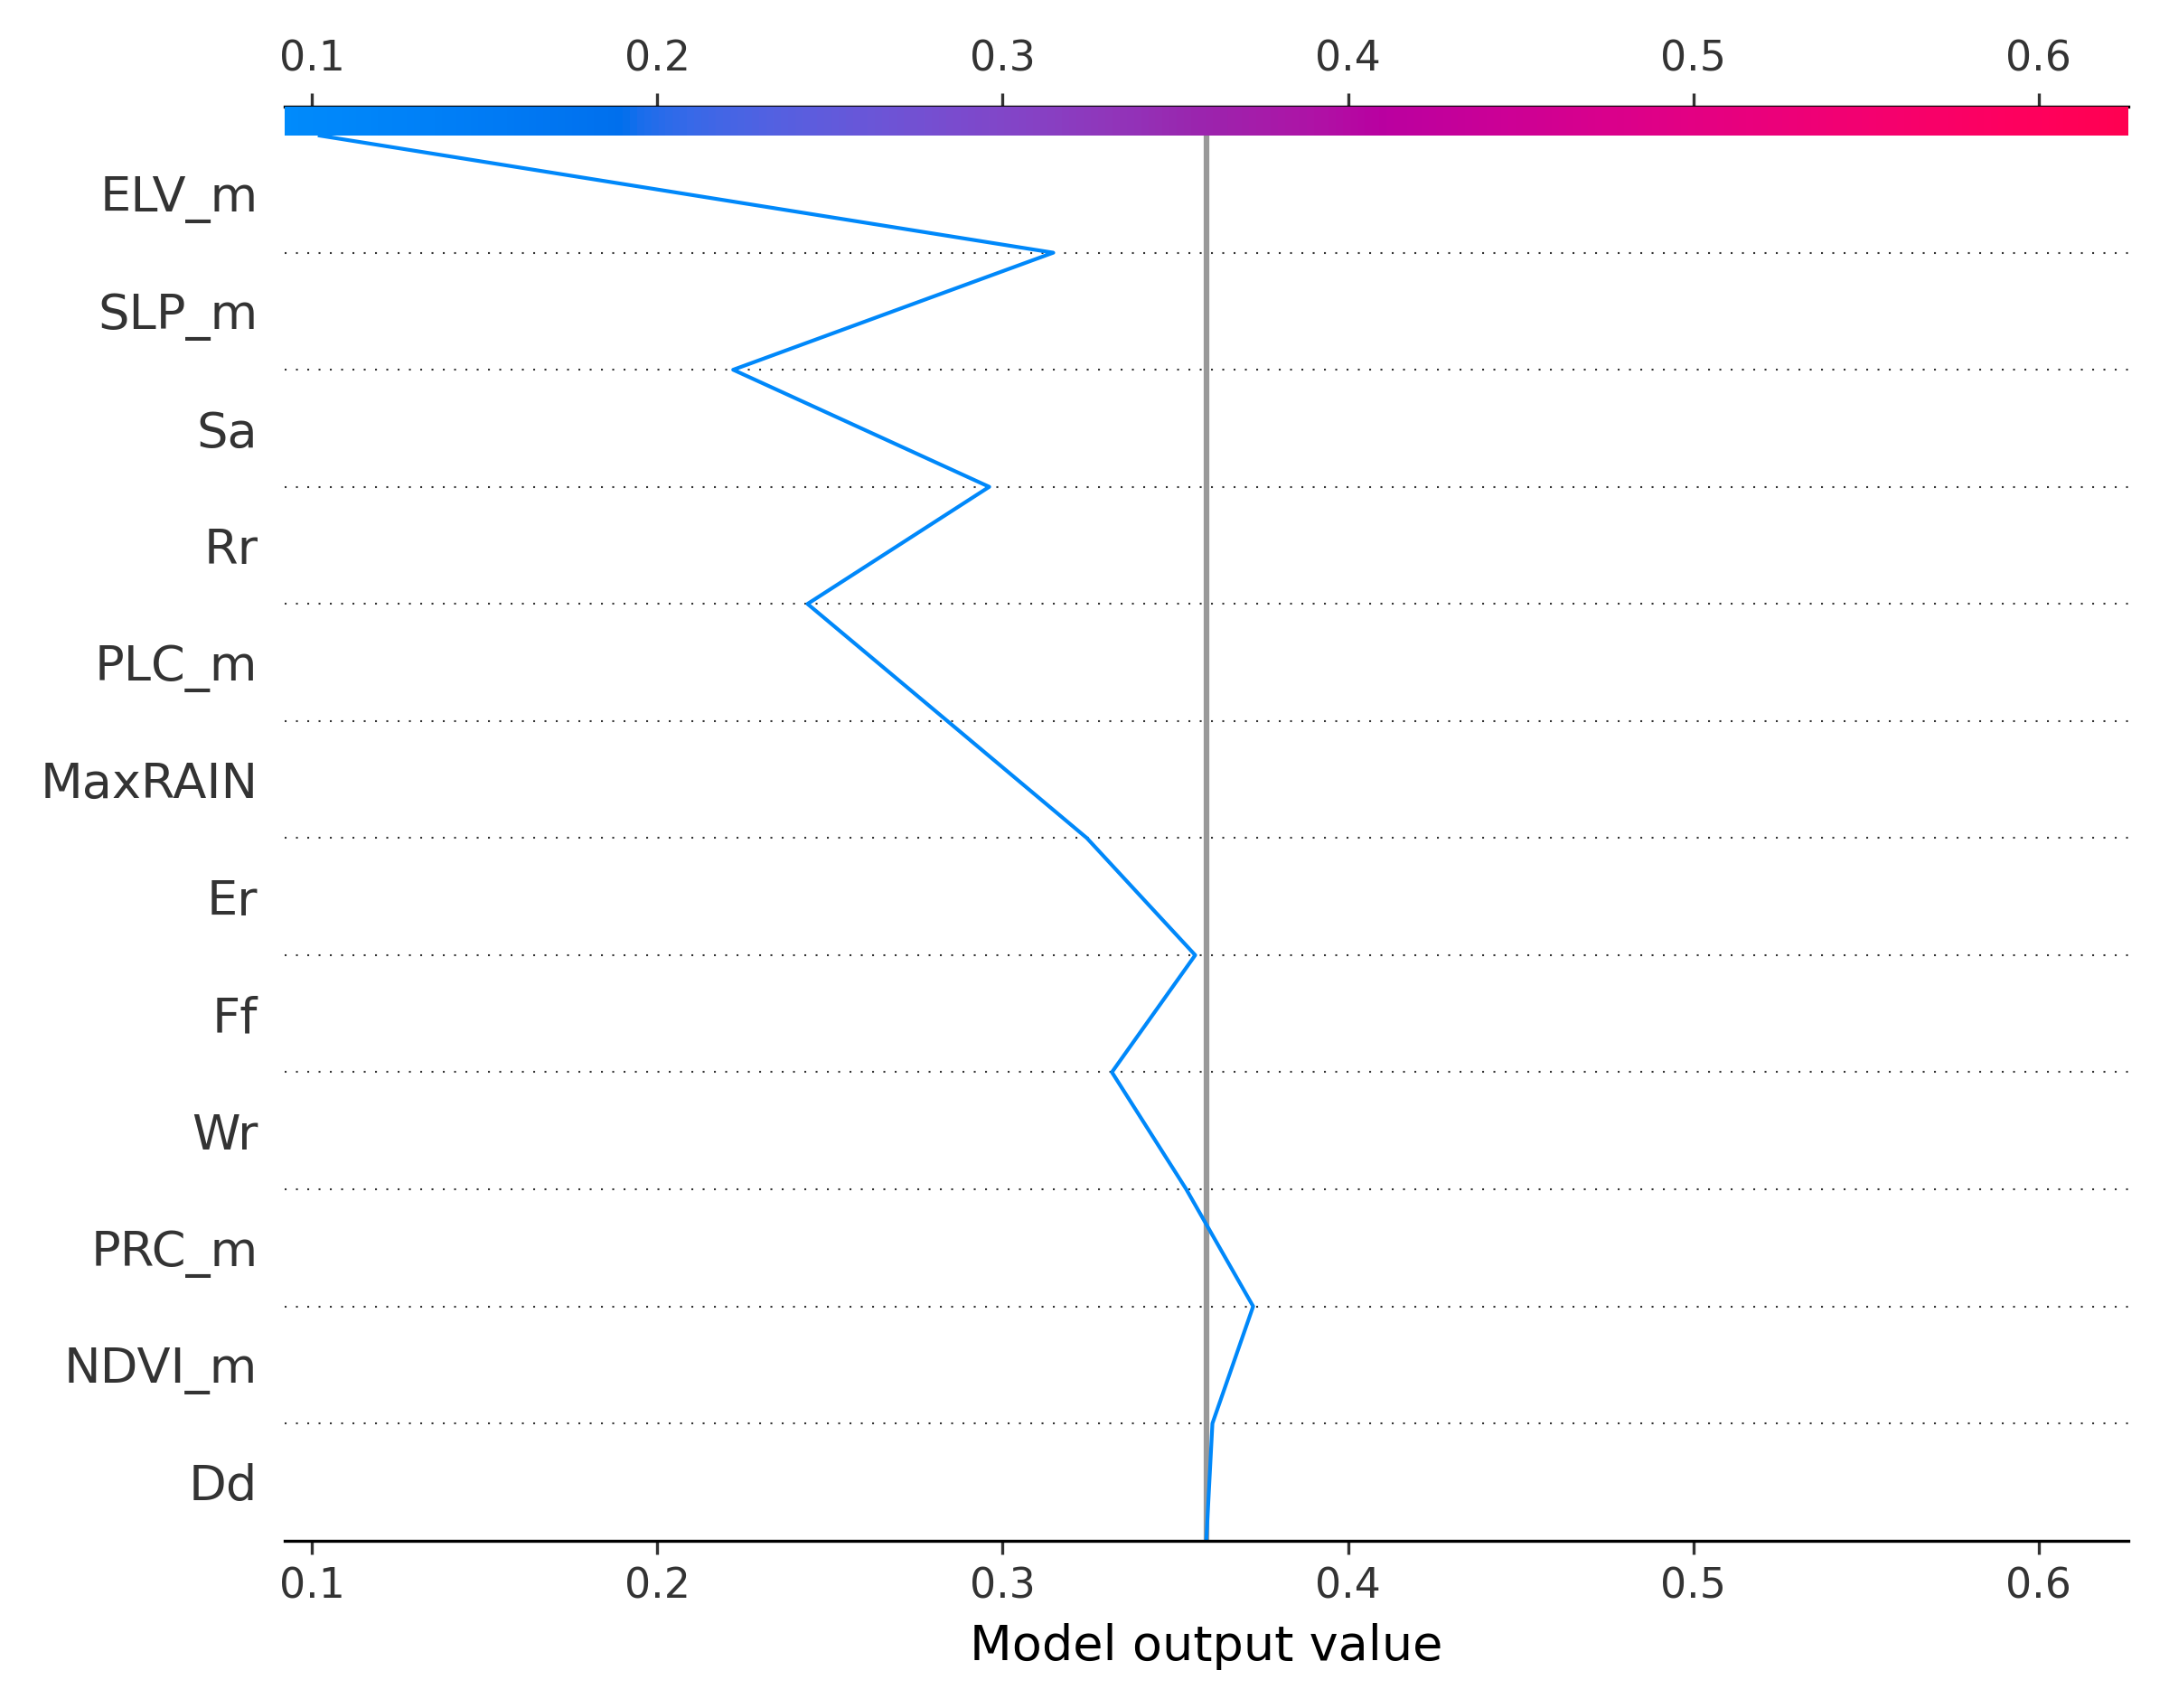 0.1 0.2 0.3 0.4 0.5 0.6
ELV_m
SLP_m
Sa
Rr
PLC_m
MaxRAIN
Er
Ff
Wr
PRC_m
NDVI_m
Dd
0.1 0.2 0.3 0.4 0.5 0.6
Model output value